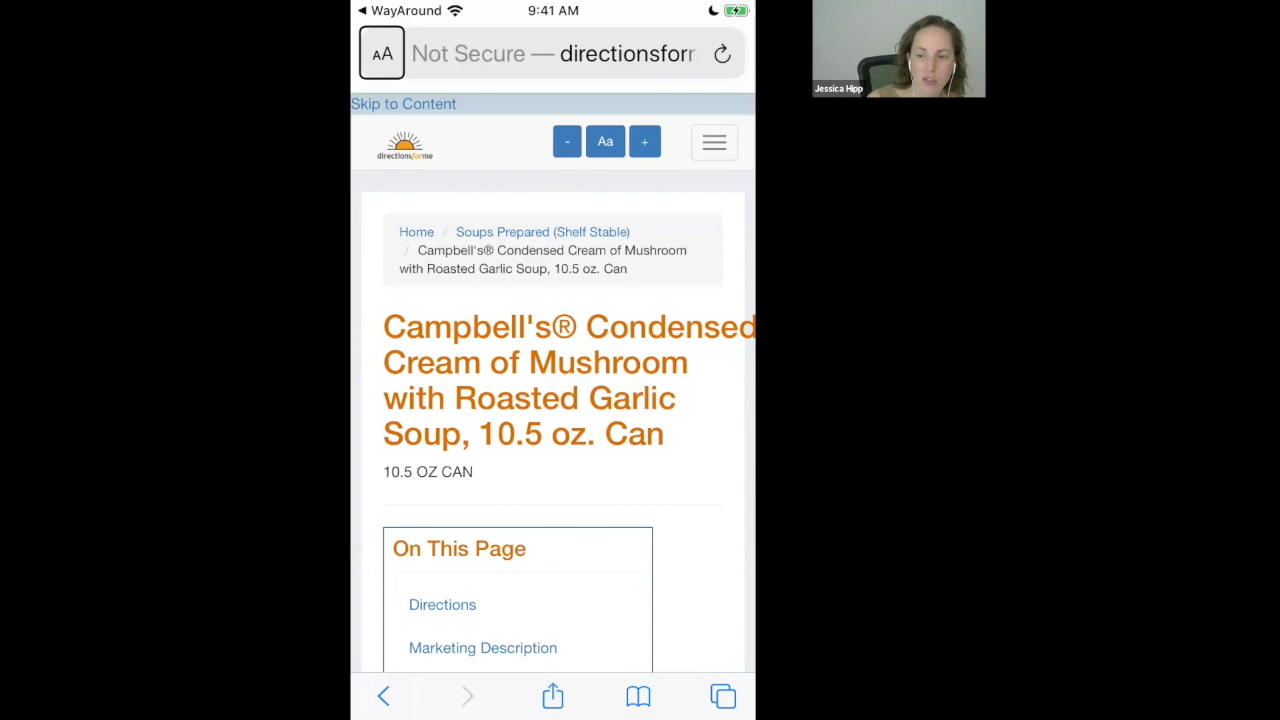 WayAround
9:41 AM
AA
Not Secure — directionsforr
Skip to Content
directionsforme
-
Aa
+
Home / Soups Prepared (Shelf Stable)
/ Campbell's® Condensed Cream of Mushroom
with Roasted Garlic Soup, 10.5 oz. Can
Campbell's® Condensed
Cream of Mushroom
with Roasted Garlic
Soup, 10.5 oz. Can
10.5 OZ CAN
On This Page
Directions
Marketing Description
Jessica Hipp